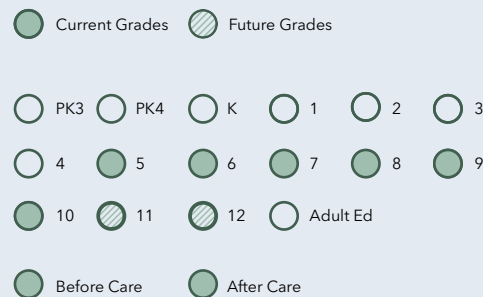 Current Grades Future Grades
PK3 PK4 K 1 2 3
4 5 6 7 8 9
10 11 12 Adult Ed
Before Care After Care